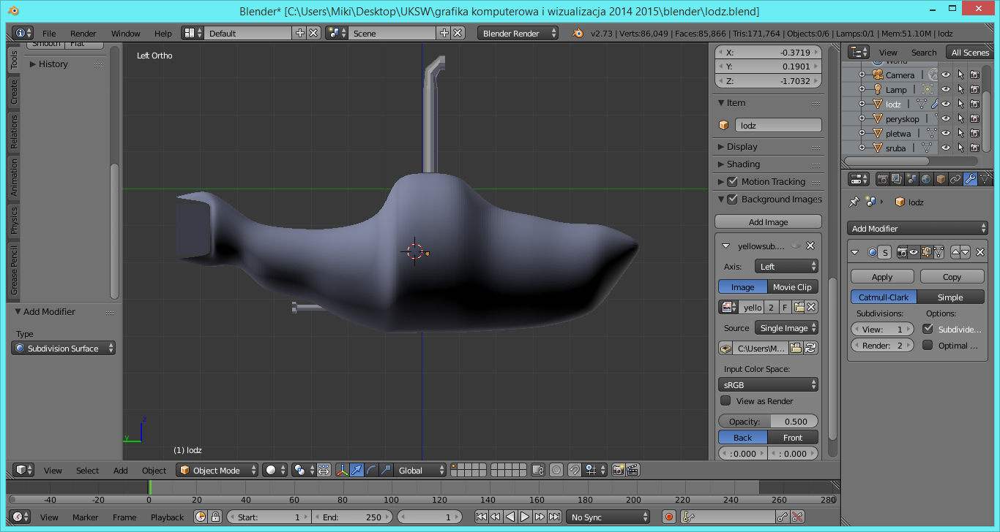 Blender* [C:\Users\Miki\Desktop\UKSW\grafika komputerowa i wizualizacja 2014 2015\blender\lodz.blend]
File Render Window Help Default Scene Blender Render v2.73 | Verts:86,049 | Faces:85,866 | Tris:171,764 | Objects:0/6 | Lamps:0/1 | Mem:51.10M | lodz
Smooth Flat
History
Tools
Create
Relations
Animation
Physics
Grease Pencil
Add Modifier
Type
Subdivision Surface
Left Ortho
z
y
(1) lodz
X: -0.3719
Y: 0.1901
Z: -1.7032
Item
lodz
Display
Shading
Motion Tracking
Background Images
Add Image
yellowsub....
Axis: Left
Image Movie Clip
yello 2 F
Source Single Image
C:\Users\M...
Input Color Space:
sRGB
View as Render
Opacity: 0.500
Back Front
: 0.000 : 0.000
View Search All Scenes
World
Camera
Lamp
lodz
peryskop
pletwa
sruba
lodz
Add Modifier
S
Apply Copy
Catmull-Clark Simple
Subdivisions: Options:
View: 1 Subdivide...
Render: 2 Optimal ...
View Select Add Object Object Mode Global
-40 -20 0 20 40 60 80 100 120 140 160 180 200 220 240 260 280
View Marker Frame Playback Start: 1 End: 250 1 No Sync